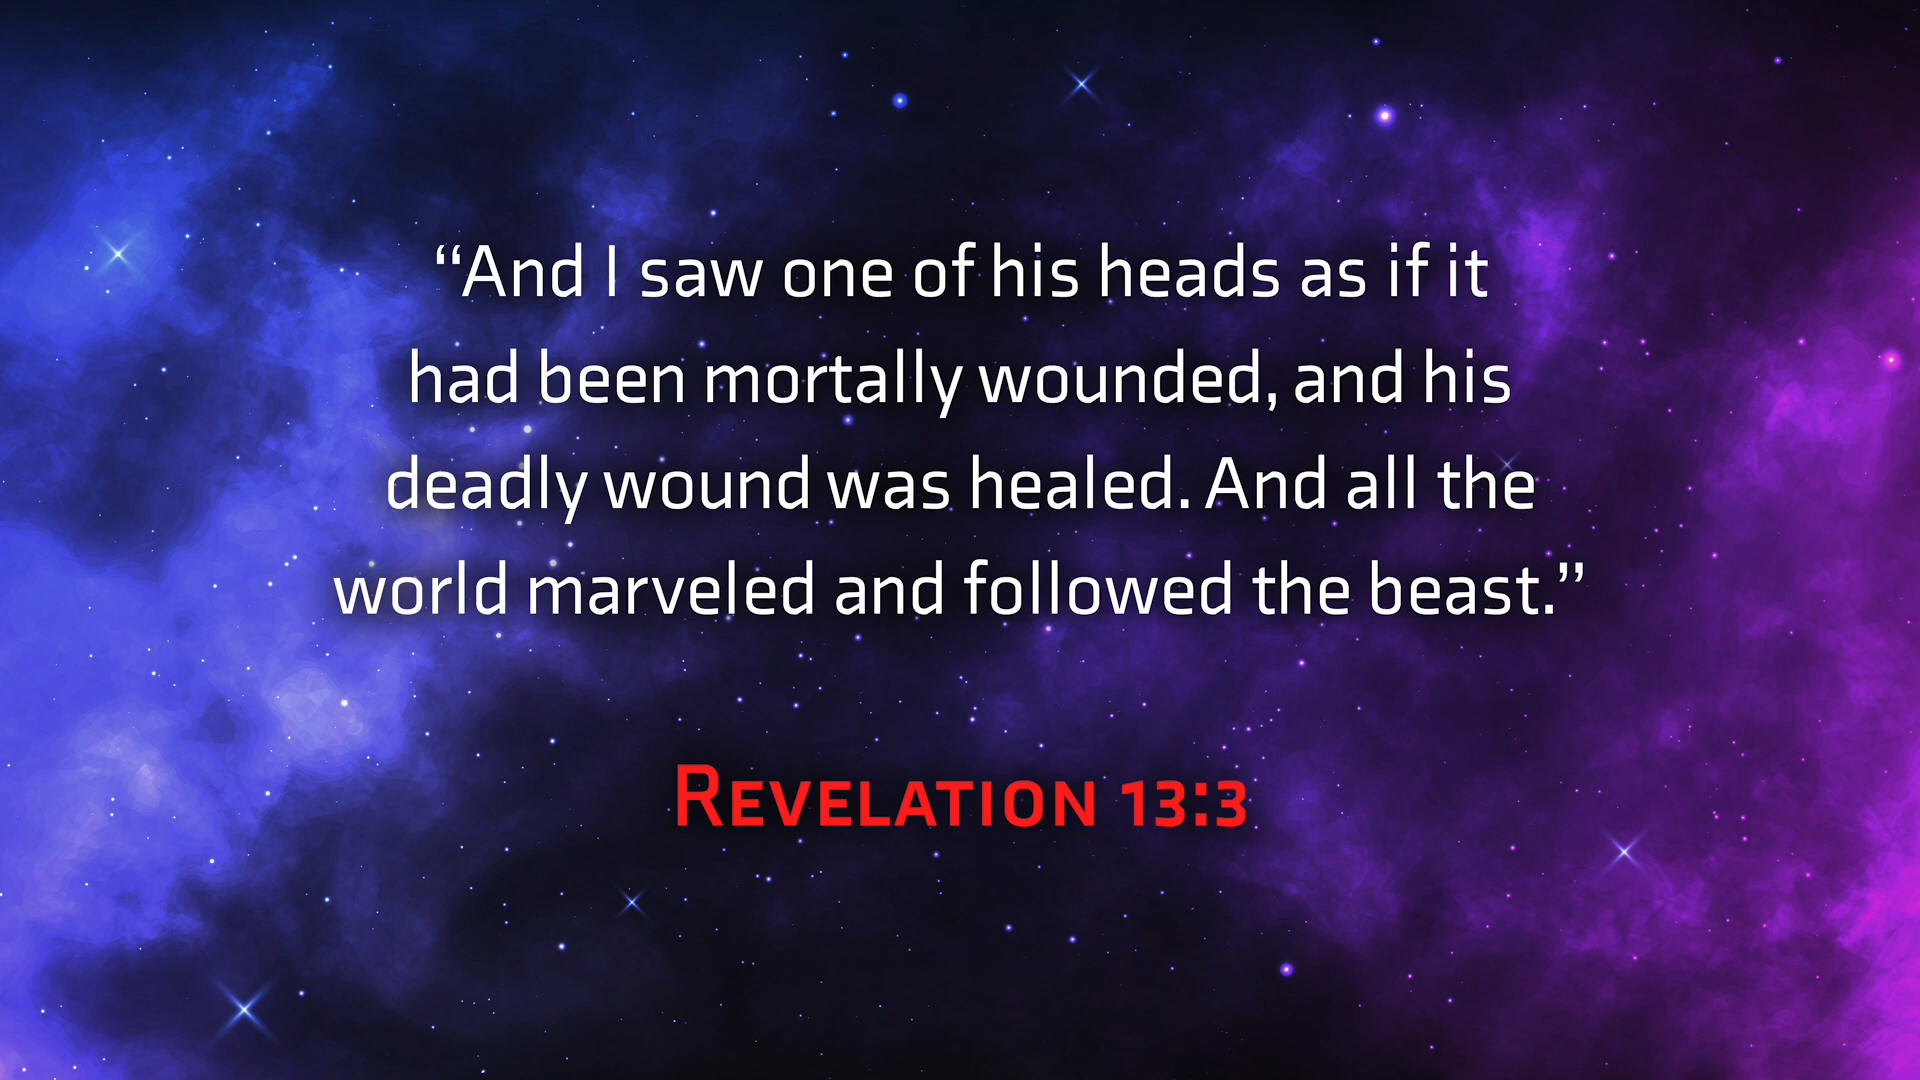 “And I saw one of his heads as if it
had been mortally wounded, and his
deadly wound was healed. And all the
world marveled and followed the beast.”
Revelation 13:3